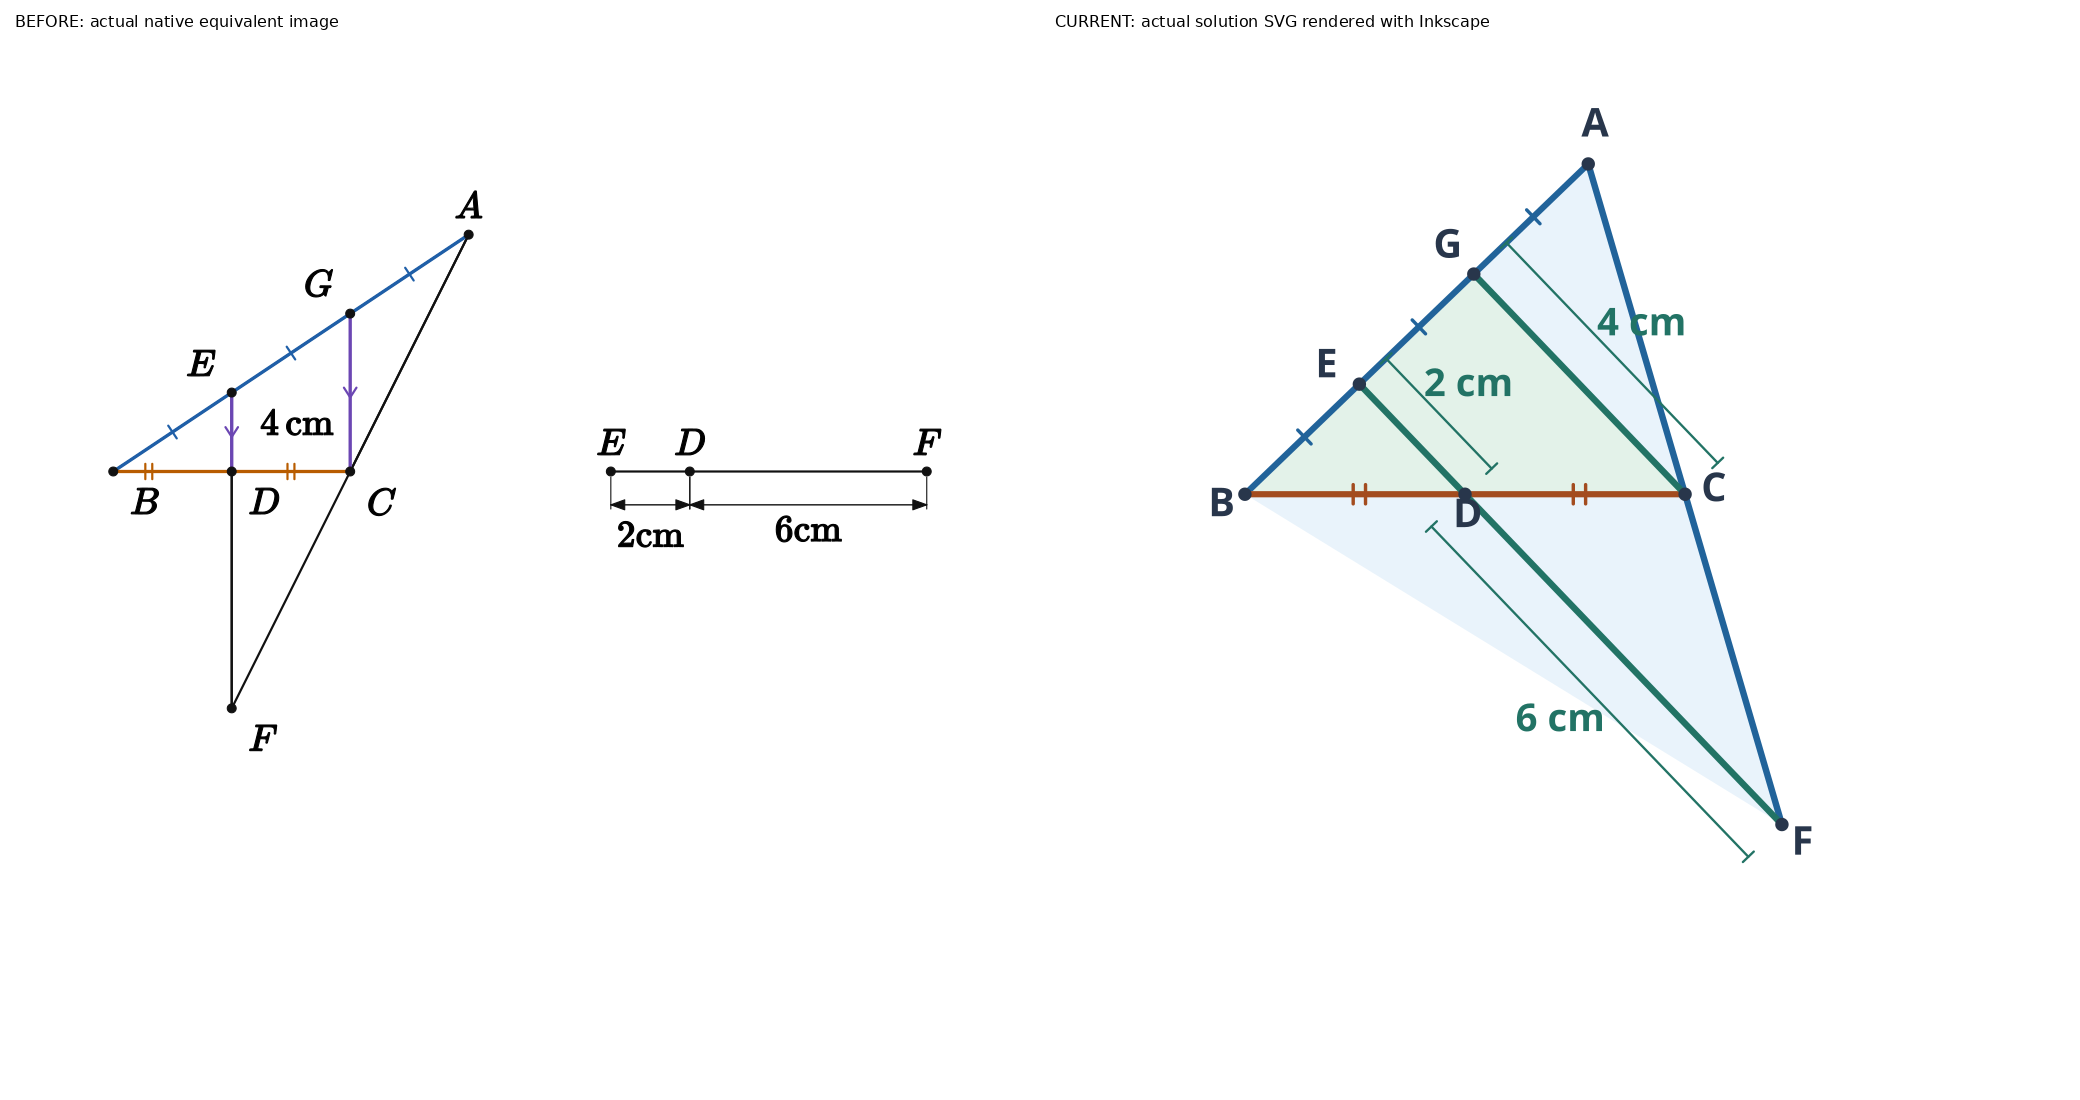 BEFORE: actual native equivalent image
A
G
E
4 cm
B
D
C
F
E
D
F
2cm
6cm
CURRENT: actual solution SVG rendered with Inkscape
A
G
4 cm
E
2 cm
B
D
C
6 cm
F